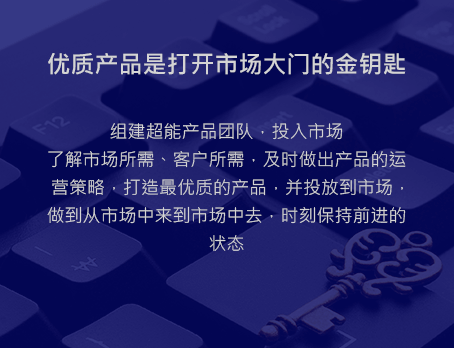 优质产品是打开市场大门的金钥匙
组建超能产品团队，投入市场
了解市场所需、客户所需，及时做出产品的运
营策略，打造最优质的产品，并投放到市场，
做到从市场中来到市场中去，时刻保持前进的
状态
F12